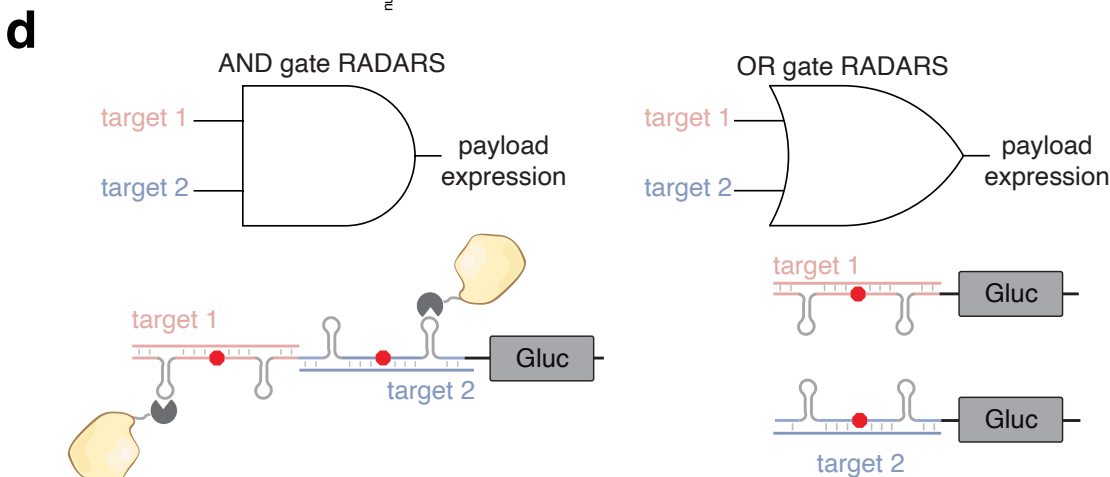 d
AND gate RADARS
target 1
target 2
payload
expression
target 1
target 2
Gluc
OR gate RADARS
target 1
target 2
payload
expression
target 1
Gluc
Gluc
target 2